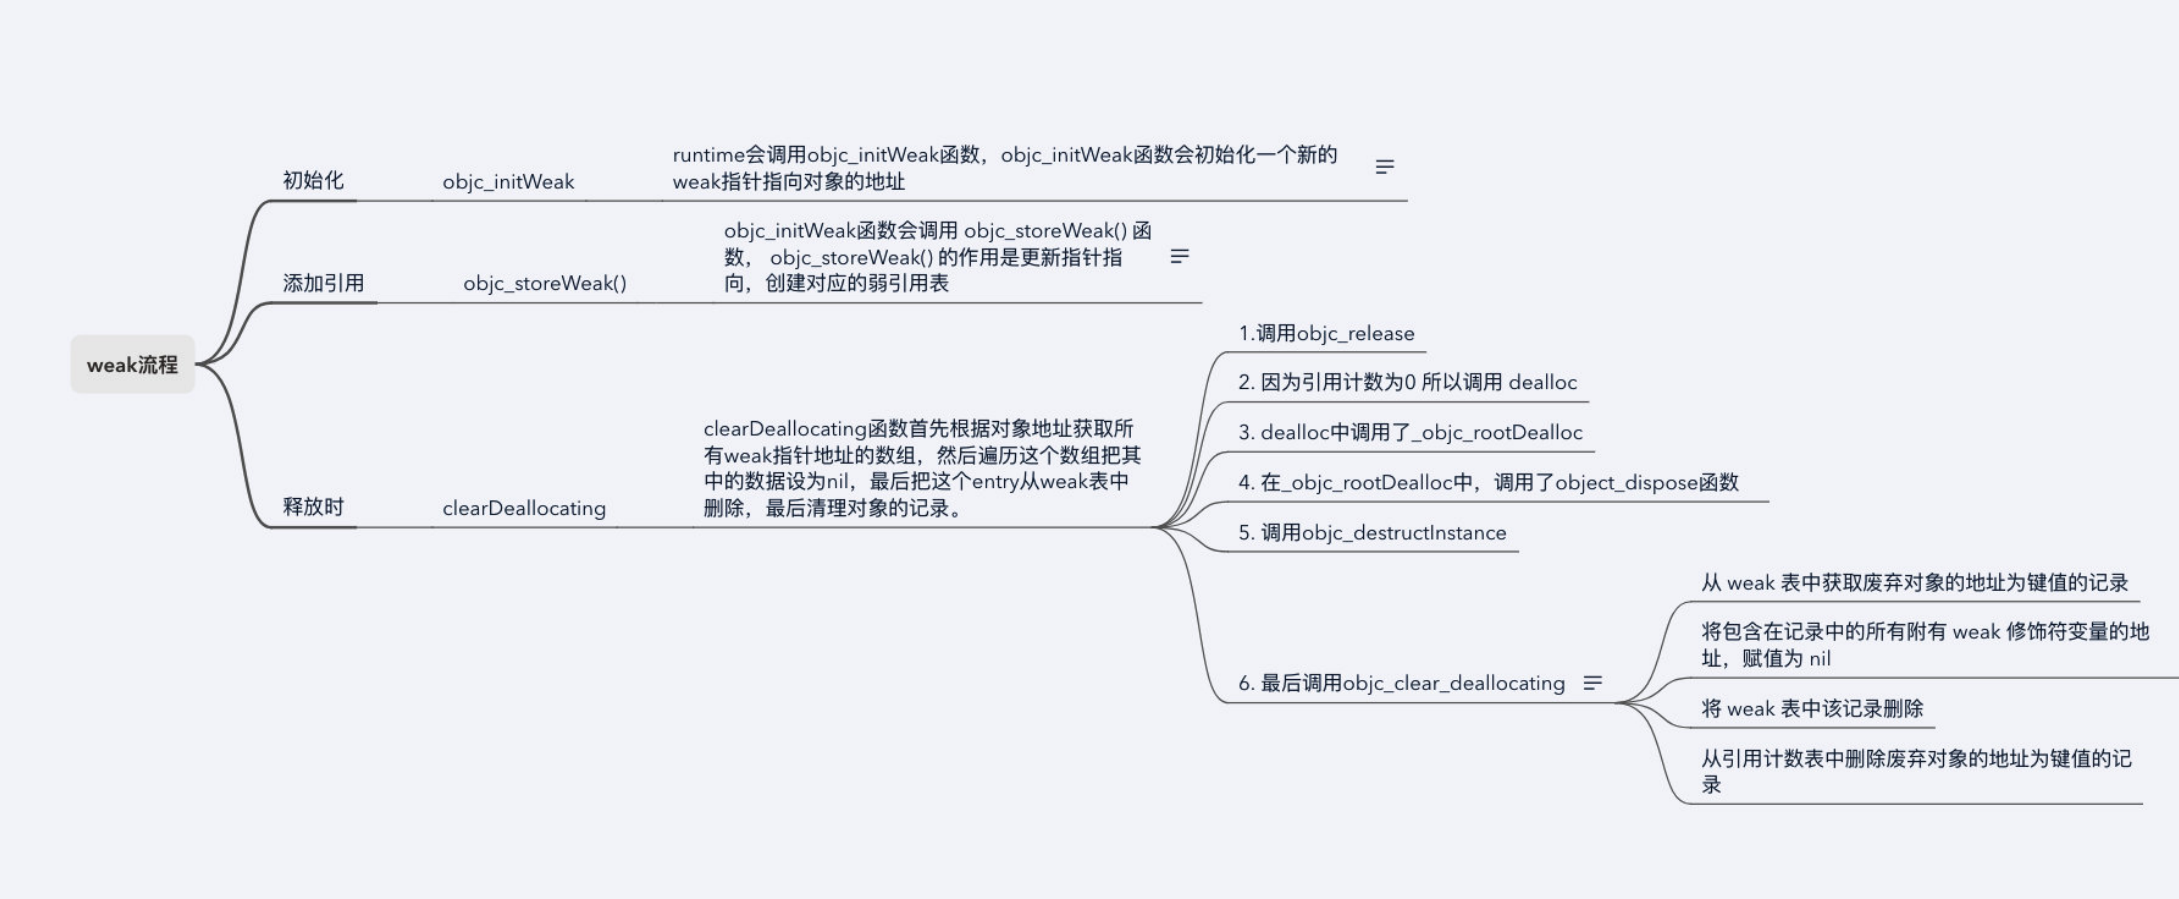 weak流程
初始化
objc_initWeak
runtime会调用objc_initWeak函数，objc_initWeak函数会初始化一个新的
weak指针指向对象的地址
添加引用
objc_storeWeak()
objc_initWeak函数会调用 objc_storeWeak() 函
数， objc_storeWeak() 的作用是更新指针指
向，创建对应的弱引用表
释放时
clearDeallocating
clearDeallocating函数首先根据对象地址获取所
有weak指针地址的数组，然后遍历这个数组把其
中的数据设为nil，最后把这个entry从weak表中
删除，最后清理对象的记录。
1.调用objc_release
2. 因为引用计数为0 所以调用 dealloc
3. dealloc中调用了_objc_rootDealloc
4. 在_objc_rootDealloc中，调用了object_dispose函数
5. 调用objc_destructInstance
6. 最后调用objc_clear_deallocating
从 weak 表中获取废弃对象的地址为键值的记录
将包含在记录中的所有附有 weak 修饰符变量的地
址，赋值为 nil
将 weak 表中该记录删除
从引用计数表中删除废弃对象的地址为键值的记
录